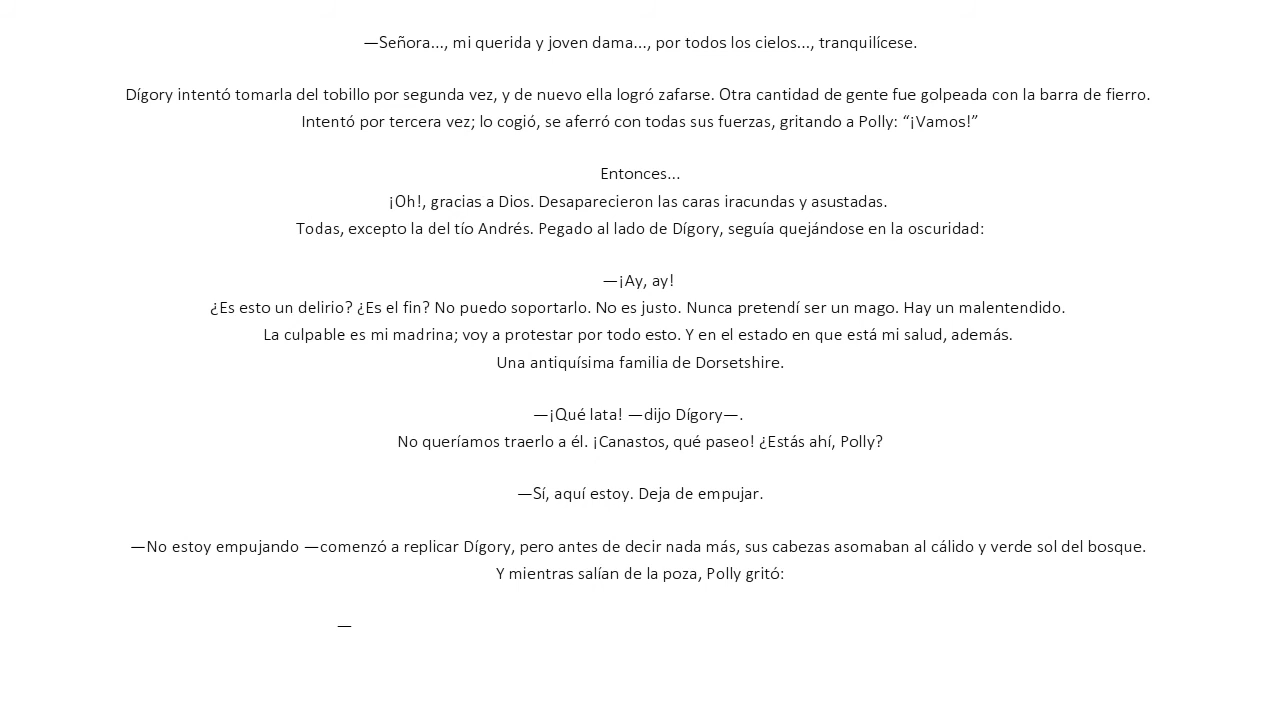 —Señora..., mi querida y joven dama..., por todos los cielos..., tranquilícese.
Dígory intentó tomarla del tobillo por segunda vez, y de nuevo ella logró zafarse. Otra cantidad de gente fue golpeada con la barra de fierro.
Intentó por tercera vez; lo cogió, se aferró con todas sus fuerzas, gritando a Polly: “¡Vamos!”
Entonces...
¡Oh!, gracias a Dios. Desaparecieron las caras iracundas y asustadas.
Todas, excepto la del tío Andrés. Pegado al lado de Dígory, seguía quejándose en la oscuridad:
—¡Ay, ay!
¿Es esto un delirio? ¿Es el fin? No puedo soportarlo. No es justo. Nunca pretendí ser un mago. Hay un malentendido.
La culpable es mi madrina; voy a protestar por todo esto. Y en el estado en que está mi salud, además.
Una antiquísima familia de Dorsetshire.
—¡Qué lata! —dijo Dígory—.
No queríamos traerlo a él. ¡Canastos, qué paseo! ¿Estás ahí, Polly?
—Sí, aquí estoy. Deja de empujar.
—No estoy empujando —comenzó a replicar Dígory, pero antes de decir nada más, sus cabezas asomaban al cálido y verde sol del bosque.
Y mientras salían de la poza, Polly gritó:
—